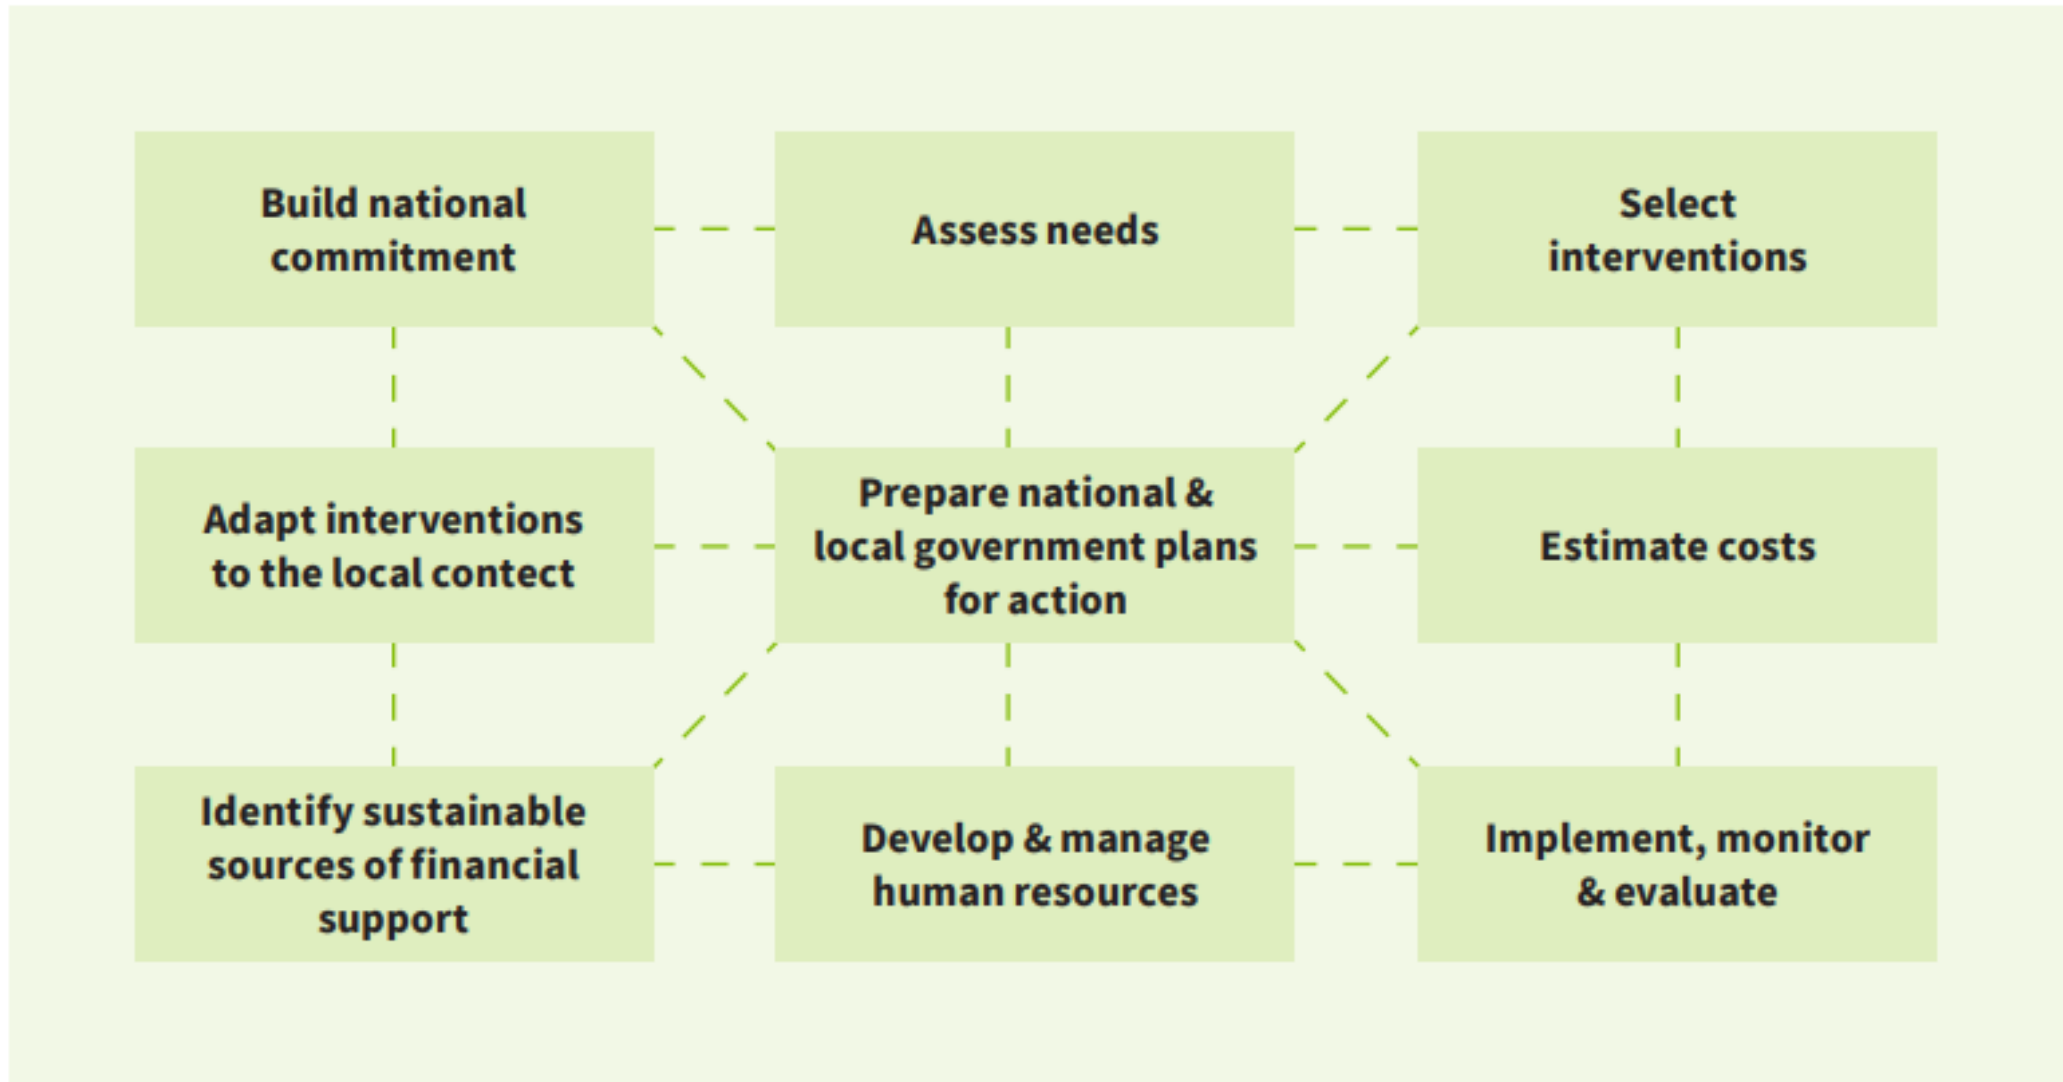 Build national
commitment
Assess needs
Select
interventions
Adapt interventions
to the local contect
Prepare national &
local government plans
for action
Estimate costs
Identify sustainable
sources of financial
support
Develop & manage
human resources
Implement, monitor
& evaluate